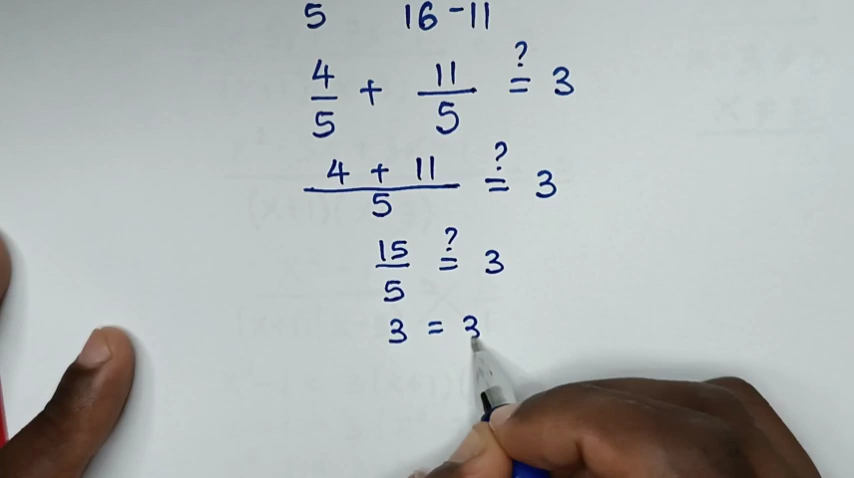 5 16 - 11
4/5 + 11/5 ?= 3
4 + 11 / 5 ?= 3
15/5 ?= 3
3 = 3